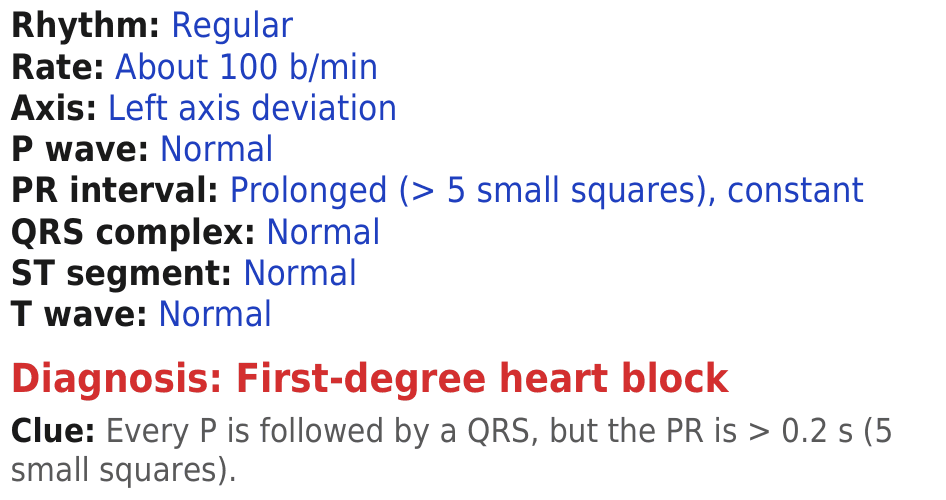 Rhythm: Regular
Rate: About 100 b/min
Axis: Left axis deviation
P wave: Normal
PR interval: Prolonged (> 5 small squares), constant
QRS complex: Normal
ST segment: Normal
T wave: Normal
Diagnosis: First-degree heart block
Clue: Every P is followed by a QRS, but the PR is > 0.2 s (5
small squares).